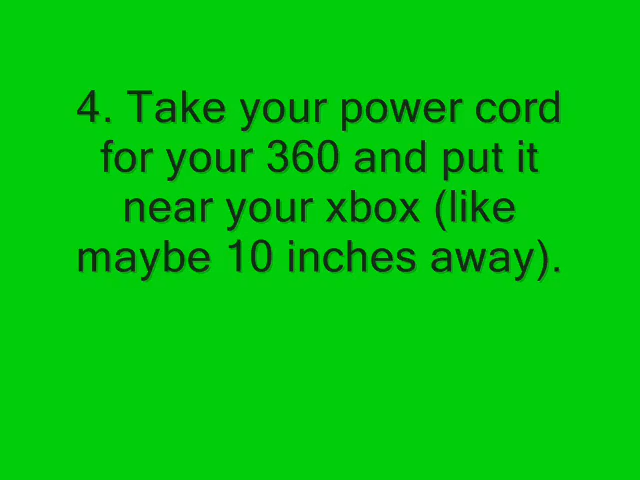 4. Take your power cord
for your 360 and put it
near your xbox (like
maybe 10 inches away).